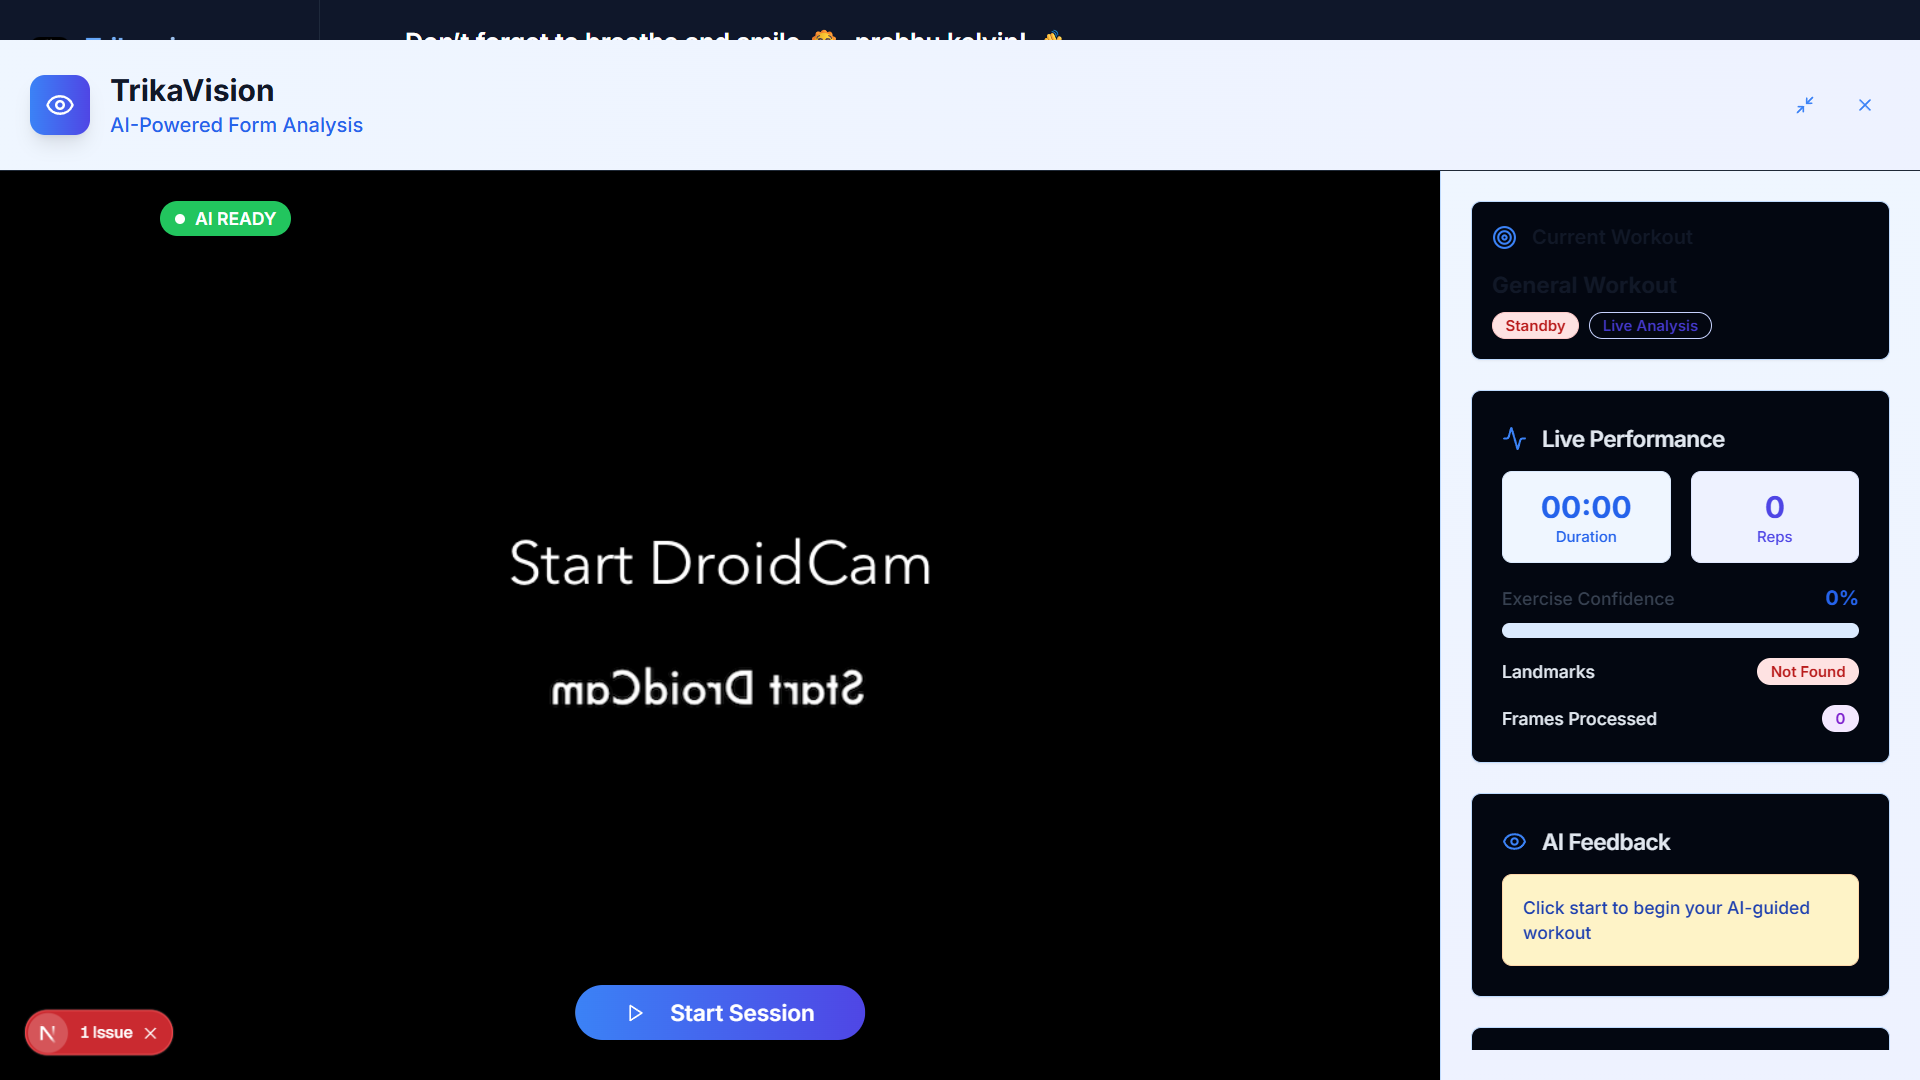 Don't forget to breathe and smile 🤗, prabhu kalvin! 👋
TrikaVision
AI-Powered Form Analysis
AI READY
Start DroidCam
Start DroidCam
Start Session
N 1 Issue
Current Workout
General Workout
Standby Live Analysis
Live Performance
00:00 0
Duration Reps
Exercise Confidence 0%
Landmarks Not Found
Frames Processed 0
AI Feedback
Click start to begin your AI-guided
workout